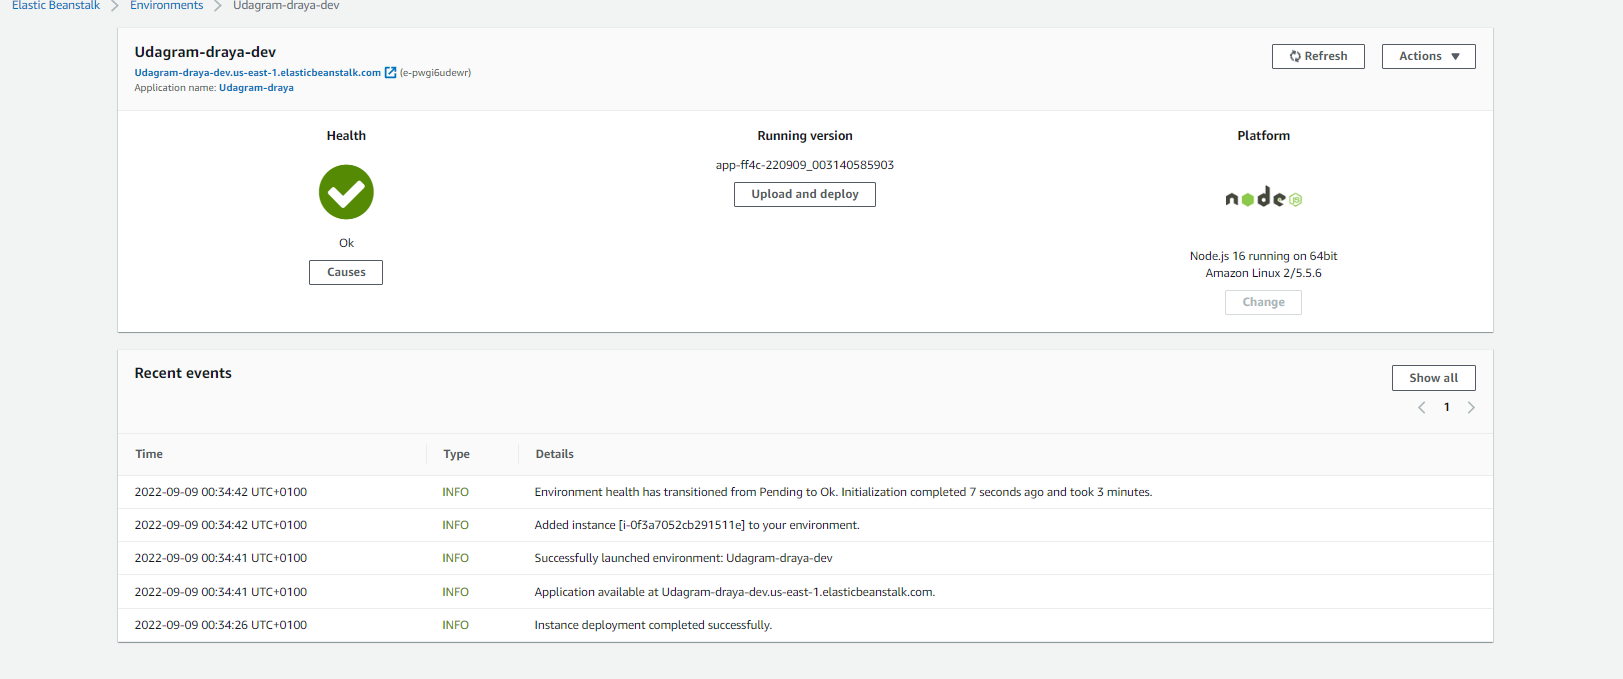 Elastic Beanstalk > Environments > Udagram-draya-dev
Udagram-draya-dev
Udagram-draya-dev.us-east-1.elasticbeanstalk.com (e-pwgi6udewr)
Application name: Udagram-draya
Refresh
Actions
Health
Ok
Causes
Running version
app-ff4c-220909_003140585903
Upload and deploy
Platform
node JS
Node.js 16 running on 64bit
Amazon Linux 2/5.5.6
Change
Recent events
Show all
1
Time Type Details
2022-09-09 00:34:42 UTC+0100 INFO Environment health has transitioned from Pending to Ok. Initialization completed 7 seconds ago and took 3 minutes.
2022-09-09 00:34:42 UTC+0100 INFO Added instance [i-0f3a7052cb291511e] to your environment.
2022-09-09 00:34:41 UTC+0100 INFO Successfully launched environment: Udagram-draya-dev
2022-09-09 00:34:41 UTC+0100 INFO Application available at Udagram-draya-dev.us-east-1.elasticbeanstalk.com.
2022-09-09 00:34:26 UTC+0100 INFO Instance deployment completed successfully.